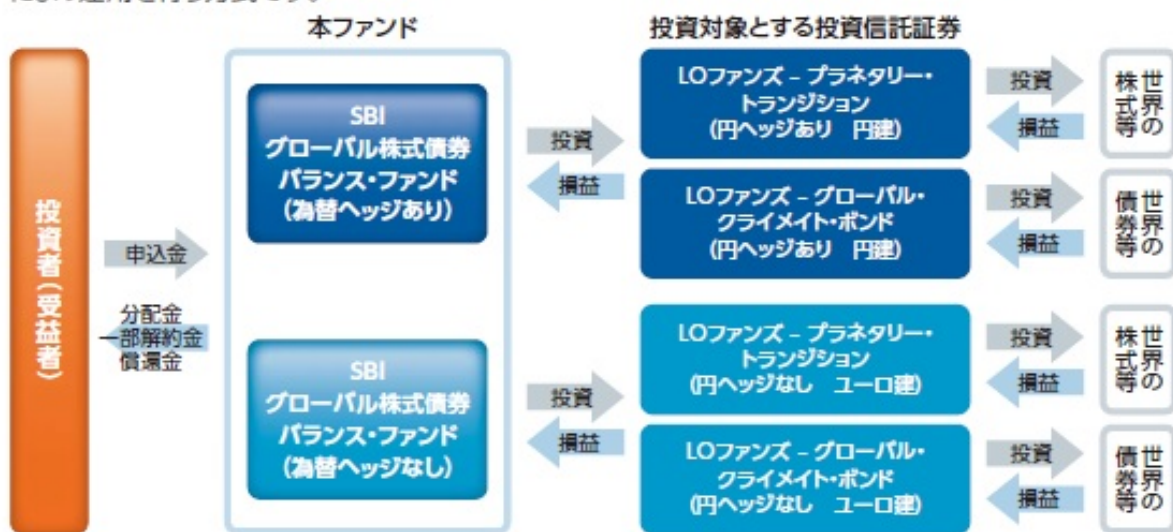 本ファンド
投資対象とする投資信託証券
投資者(受益者)
申込金
分配金
一部解約金
償還金
SBI
グローバル株式債券
バランス・ファンド
(為替ヘッジあり)
投資
損益
LOファンズ – プラネタリー・
トランジション
(円ヘッジあり 円建)
投資
損益
世界の
株式等
LOファンズ – グローバル・
クライメイト・ボンド
(円ヘッジあり 円建)
投資
損益
世界の
債券等
SBI
グローバル株式債券
バランス・ファンド
(為替ヘッジなし)
投資
損益
LOファンズ – プラネタリー・
トランジション
(円ヘッジなし ユーロ建)
投資
損益
世界の
株式等
LOファンズ – グローバル・
クライメイト・ボンド
(円ヘッジなし ユーロ建)
投資
損益
世界の
債券等